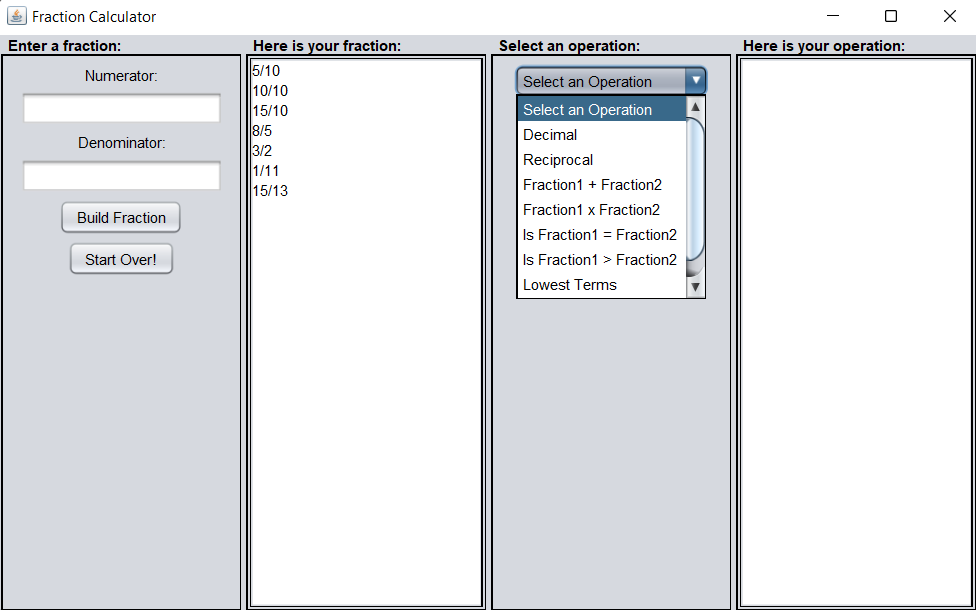 Fraction Calculator
Enter a fraction:
Numerator:
Denominator:
Build Fraction
Start Over!
Here is your fraction:
5/10
10/10
15/10
8/5
3/2
1/11
15/13
Select an operation:
Select an Operation
Select an Operation
Decimal
Reciprocal
Fraction1 + Fraction2
Fraction1 x Fraction2
Is Fraction1 = Fraction2
Is Fraction1 > Fraction2
Lowest Terms
Here is your operation: